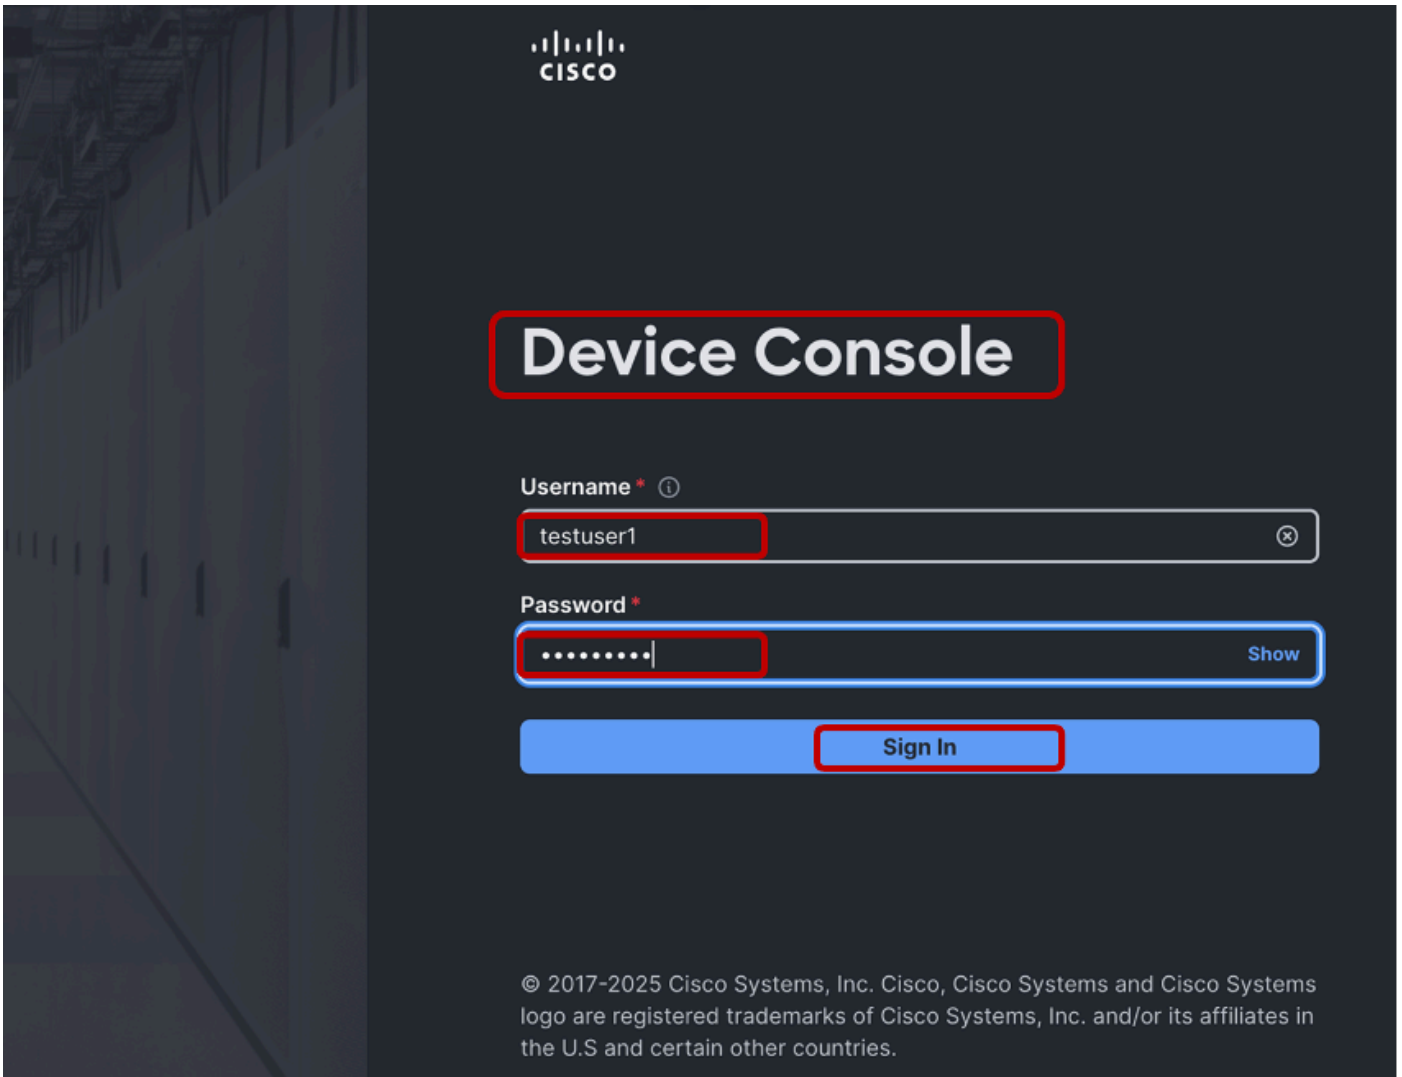 CISCO
Device Console
Username *
testuser1
Password *
•••••••••
Show
Sign In
© 2017-2025 Cisco Systems, Inc. Cisco, Cisco Systems and Cisco Systems
logo are registered trademarks of Cisco Systems, Inc. and/or its affiliates in
the U.S and certain other countries.